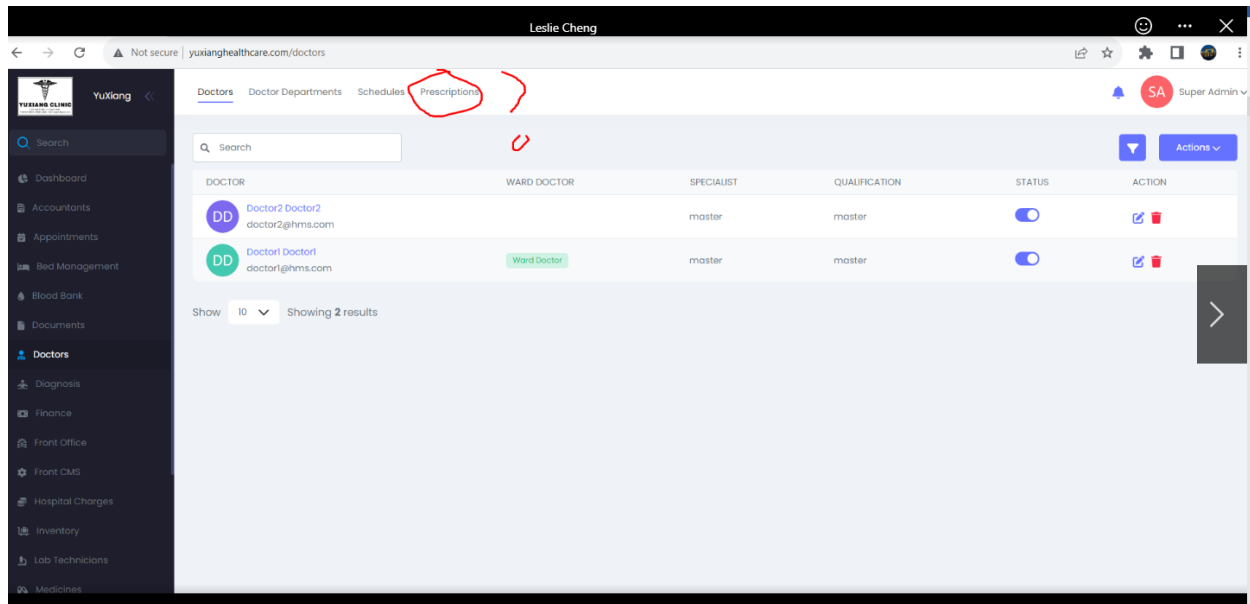 Leslie Cheng
Not secure | yuxianghealthcare.com/doctors
YUXIANG CLINIC
YuXiang
Doctors Doctor Departments Schedules Prescriptions
SA Super Admin
Search
Search
Actions
Dashboard
Accountants
Appointments
Bed Management
Blood Bank
Documents
Doctors
Diagnosis
Finance
Front Office
Front CMS
Hospital Charges
Inventory
Lab Technicians
Medicines
DOCTOR WARD DOCTOR SPECIALIST QUALIFICATION STATUS ACTION
DD Doctor2 Doctor2 master master
doctor2@hms.com
DD Doctor1 Doctor1 Ward Doctor master master
doctor1@hms.com
Show 10 Showing 2 results